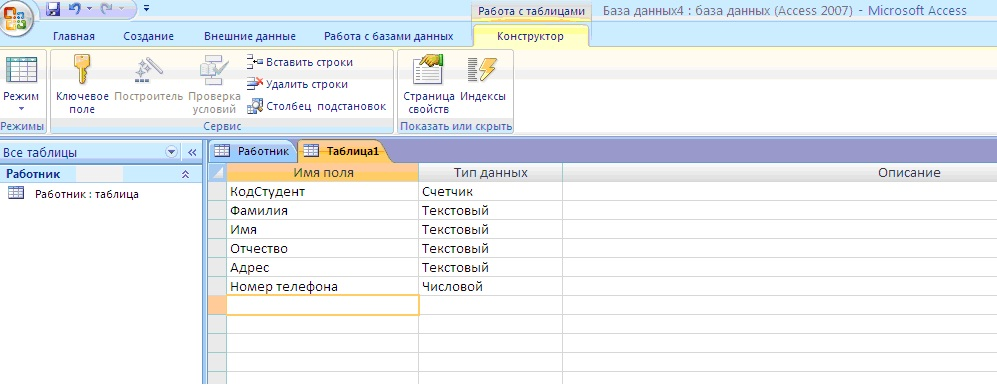 Работа с таблицами База данных4 : база данных (Access 2007) - Microsoft Access
Главная Создание Внешние данные Работа с базами данных Конструктор
Режим
Режимы
Ключевое поле
Построитель
Проверка условий
Вставить строки
Удалить строки
Столбец подстановок
Сервис
Страница свойств
Индексы
Показать или скрыть
Все таблицы
Работник
Работник : таблица
Работник Таблица1
Имя поля Тип данных Описание
КодСтудент Счетчик
Фамилия Текстовый
Имя Текстовый
Отчество Текстовый
Адрес Текстовый
Номер телефона Числовой